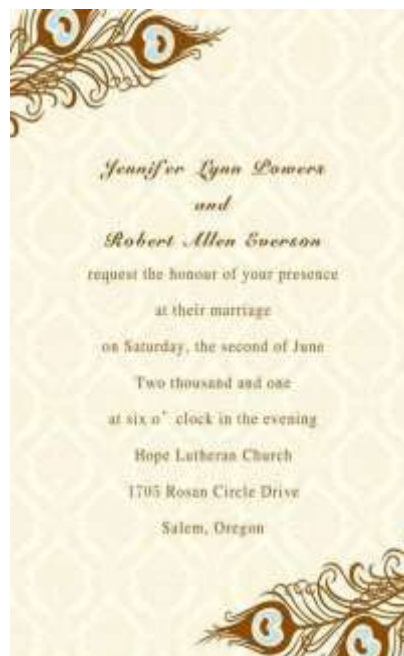 Jennifer Lynn Powers
and
Robert Allen Everson
request the honour of your presence
at their marriage
on Saturday, the second of June
Two thousand and one
at six o’ clock in the evening
Hope Lutheran Church
1705 Rosan Circle Drive
Salem, Oregon